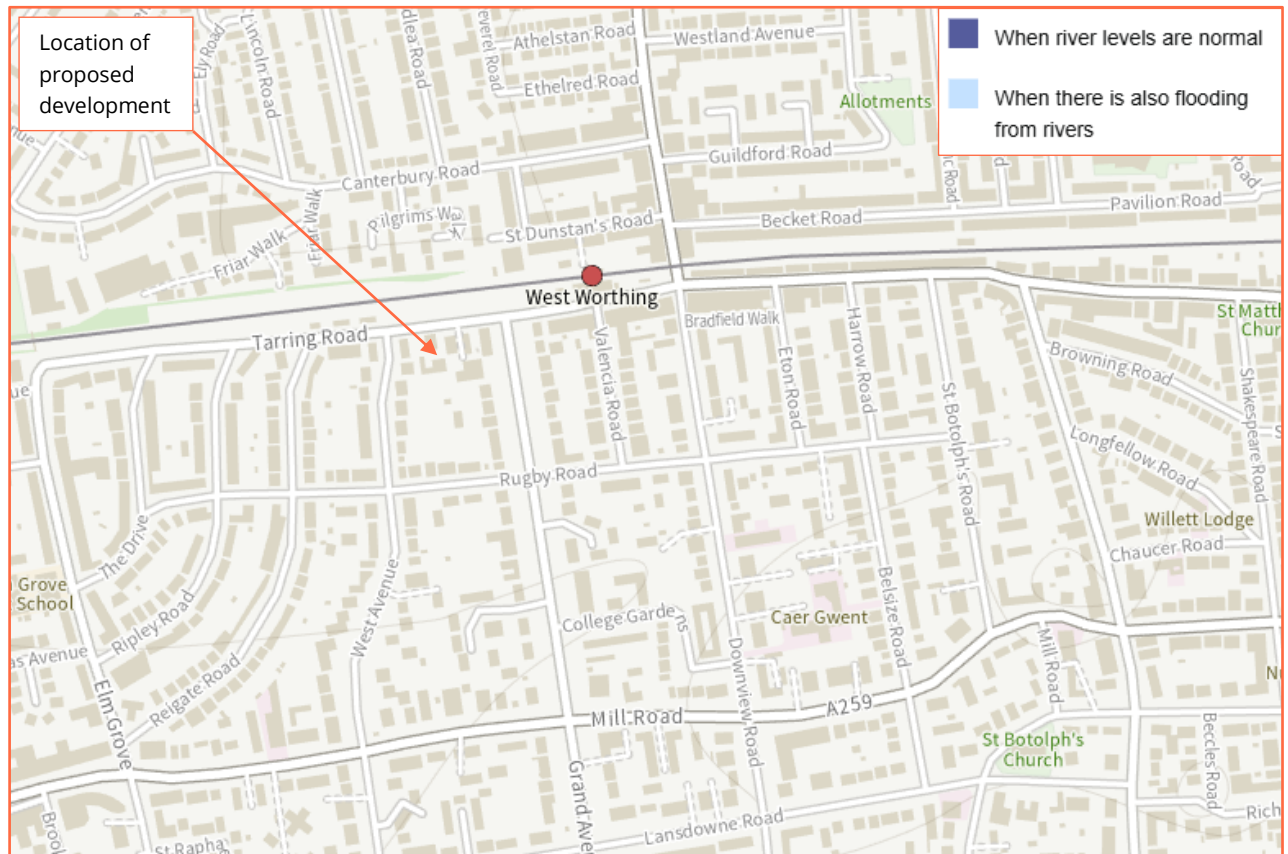 Location of
proposed
development
When river levels are normal
When there is also flooding
from rivers
Ely Road
Lincoln Road
Athelstan Road
Westland Avenue
Ethelred Road
Allotments
Guildford Road
Canterbury Road
Friar Walk
Pilgrims Walk
St Dunstan's Road
Becket Road
Pavilion Road
Road
Friar Walk
West Worthing
Tarring Road
Bradfield Walk
Valencia Road
Eton Road
Harrow Road
St Botolph's Road
Browning Road
Shakespeare Road
Longfellow Road
Rugby Road
Willett Lodge
Chaucer Road
The Drive
Grove
School
Ripley Road
West Avenue
College Gardens
Caer Gwent
Belsize Road
Downview Road
Mill Road
Avenue
Elm Grove
Reigate Road
Mill Road
A259
St Botolph's
Church
Beccles Road
Grand Ave
Lansdowne Road